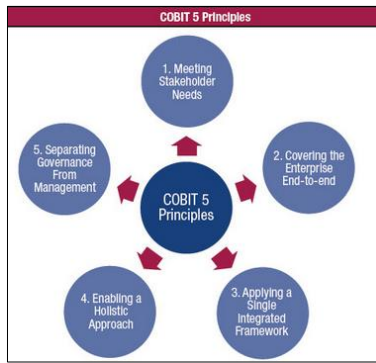 COBIT 5 Principles
1. Meeting
Stakeholder
Needs
5. Separating
Governance
From
Management
2. Covering the
Enterprise
End-to-end
COBIT 5
Principles
4. Enabling a
Holistic
Approach
3. Applying a
Single
Integrated
Framework